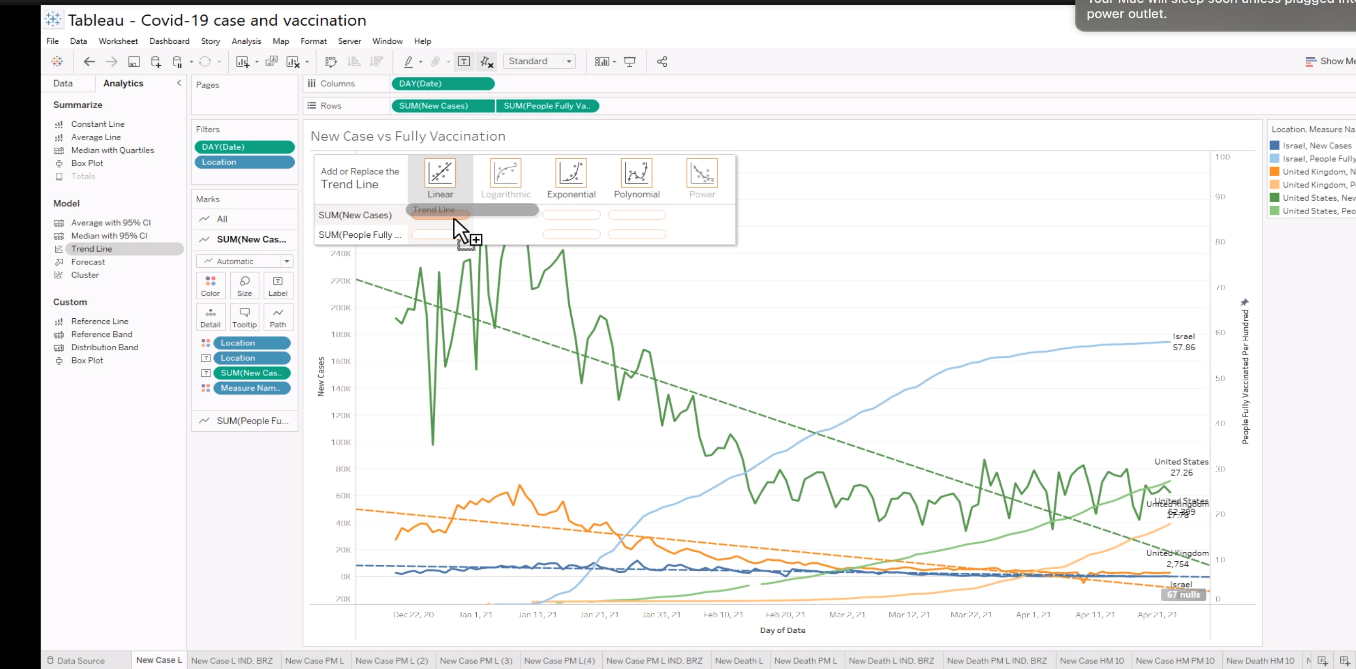 Tableau - Covid-19 case and vaccination
power outlet.
File Data Worksheet Dashboard Story Analysis Map Format Server Window Help
Standard
Show Me
Data Analytics
Summarize
Constant Line
Average Line
Median with Quartiles
Box Plot
Totals
Model
Average with 95% CI
Median with 95% CI
Trend Line
Forecast
Cluster
Custom
Reference Line
Reference Band
Distribution Band
Box Plot
Pages
Filters
DAY(Date)
Location
Marks
All
SUM(New Cas...
Automatic
Color Size Label
Detail Tooltip Path
Location
Location
SUM(New Cas..
Measure Nam..
SUM(People Fu...
Columns DAY(Date)
Rows SUM(New Cases) SUM(People Fully Va..
New Case vs Fully Vaccination
Add or Replace the
Trend Line
Linear Logarithmic Exponential Polynomial Power
Trend Line
SUM(New Cases)
SUM(People Fully ...
240K
220K
200K
180K
160K
140K
120K
100K
80K
60K
40K
20K
0K
20K
New Cases
100
90
80
70
60
50
40
30
20
10
0
People Fully Vaccinated Per Hundred
Israel
57.86
United States
27.26
United States
United Kingdom
United Kingdom
2,754
Israel
67 nulls
Dec 22, 20 Jan 1, 21 Jan 11, 21 Jan 21, 21 Jan 31, 21 Feb 10, 21 Feb 20, 21 Mar 2, 21 Mar 12, 21 Mar 22, 21 Apr 1, 21 Apr 11, 21 Apr 21, 21
Day of Date
Location, Measure Na
Israel, New Cases
Israel, People Fully
United Kingdom, N
United Kingdom, P
United States, New
United States, Peo
Data Source New Case L New Case L IND, BRZ New Case PM L New Case PM L (2) New Case PM L (3) New Case PM L(4) New Case PM L IND, BRZ New Death L New Death PM L New Death L IND, BRZ New Death PM L IND, BRZ New Case HM 10 New Case HM PM 10 New Death HM 10